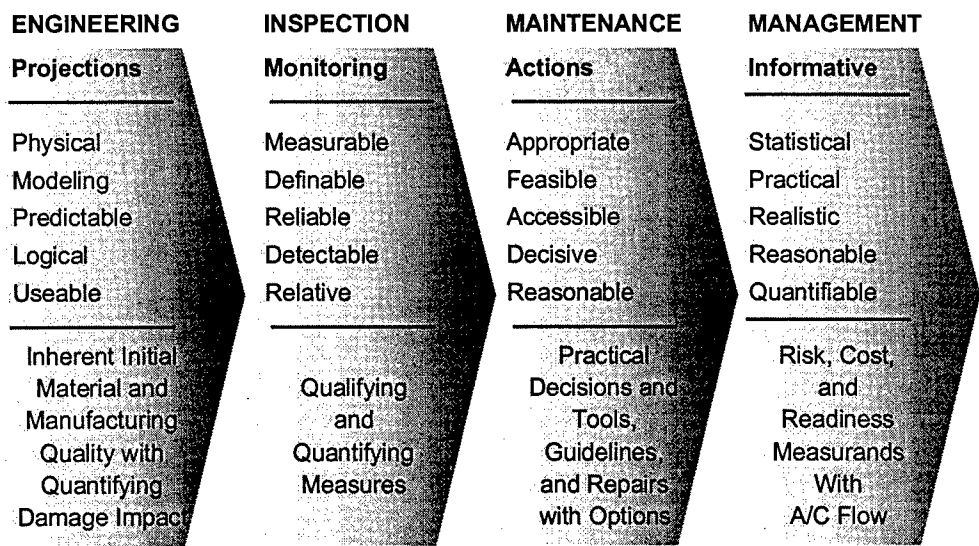 ENGINEERING
Projections
Physical
Modeling
Predictable
Logical
Useable
Inherent Initial
Material and
Manufacturing
Quality with
Quantifying
Damage Impact
INSPECTION
Monitoring
Measurable
Definable
Reliable
Detectable
Relative
Qualifying
and
Quantifying
Measures
MAINTENANCE
Actions
Appropriate
Feasible
Accessible
Decisive
Reasonable
Practical
Decisions and
Tools,
Guidelines,
and Repairs
with Options
MANAGEMENT
Informative
Statistical
Practical
Realistic
Reasonable
Quantifiable
Risk, Cost,
and
Readiness
Measurands
With
A/C Flow